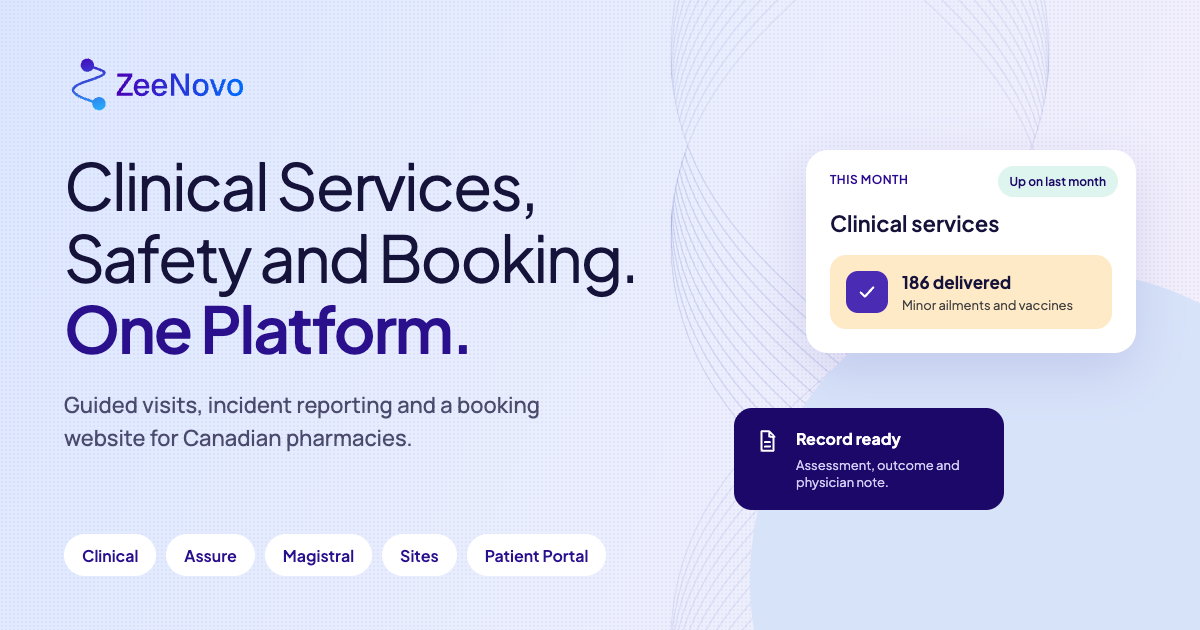 ZeeNovo
Clinical Services,
Safety and Booking.
One Platform.
Guided visits, incident reporting and a booking
website for Canadian pharmacies.
Clinical
Assure
Magistral
Sites
Patient Portal
THIS MONTH
Up on last month
Clinical services
186 delivered
Minor ailments and vaccines
Record ready
Assessment, outcome and
physician note.